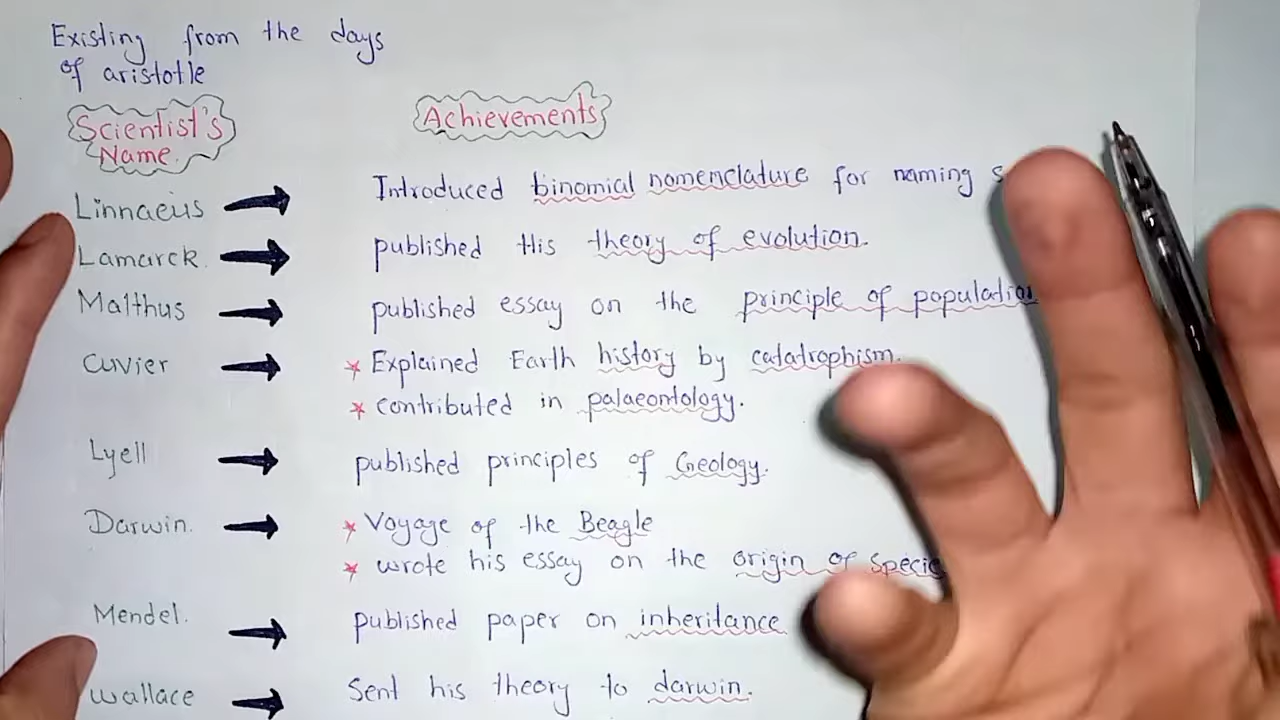 Existing from the days
of aristotle
Scientist's
Name.
Achievements
Linnaeus Introduced binomial nomenclature for naming
Lamarck. published His theory of evolution.
Malthus published essay on the principle of population
Cuvier * Explained Earth history by catatrophism.
* contributed in palaeontology.
Lyell published principles of Geology.
Darwin. * Voyage of the Beagle
* wrote his essay on the origin of
Mendel. published paper on inheritance
Wallace Sent his theory to darwin.